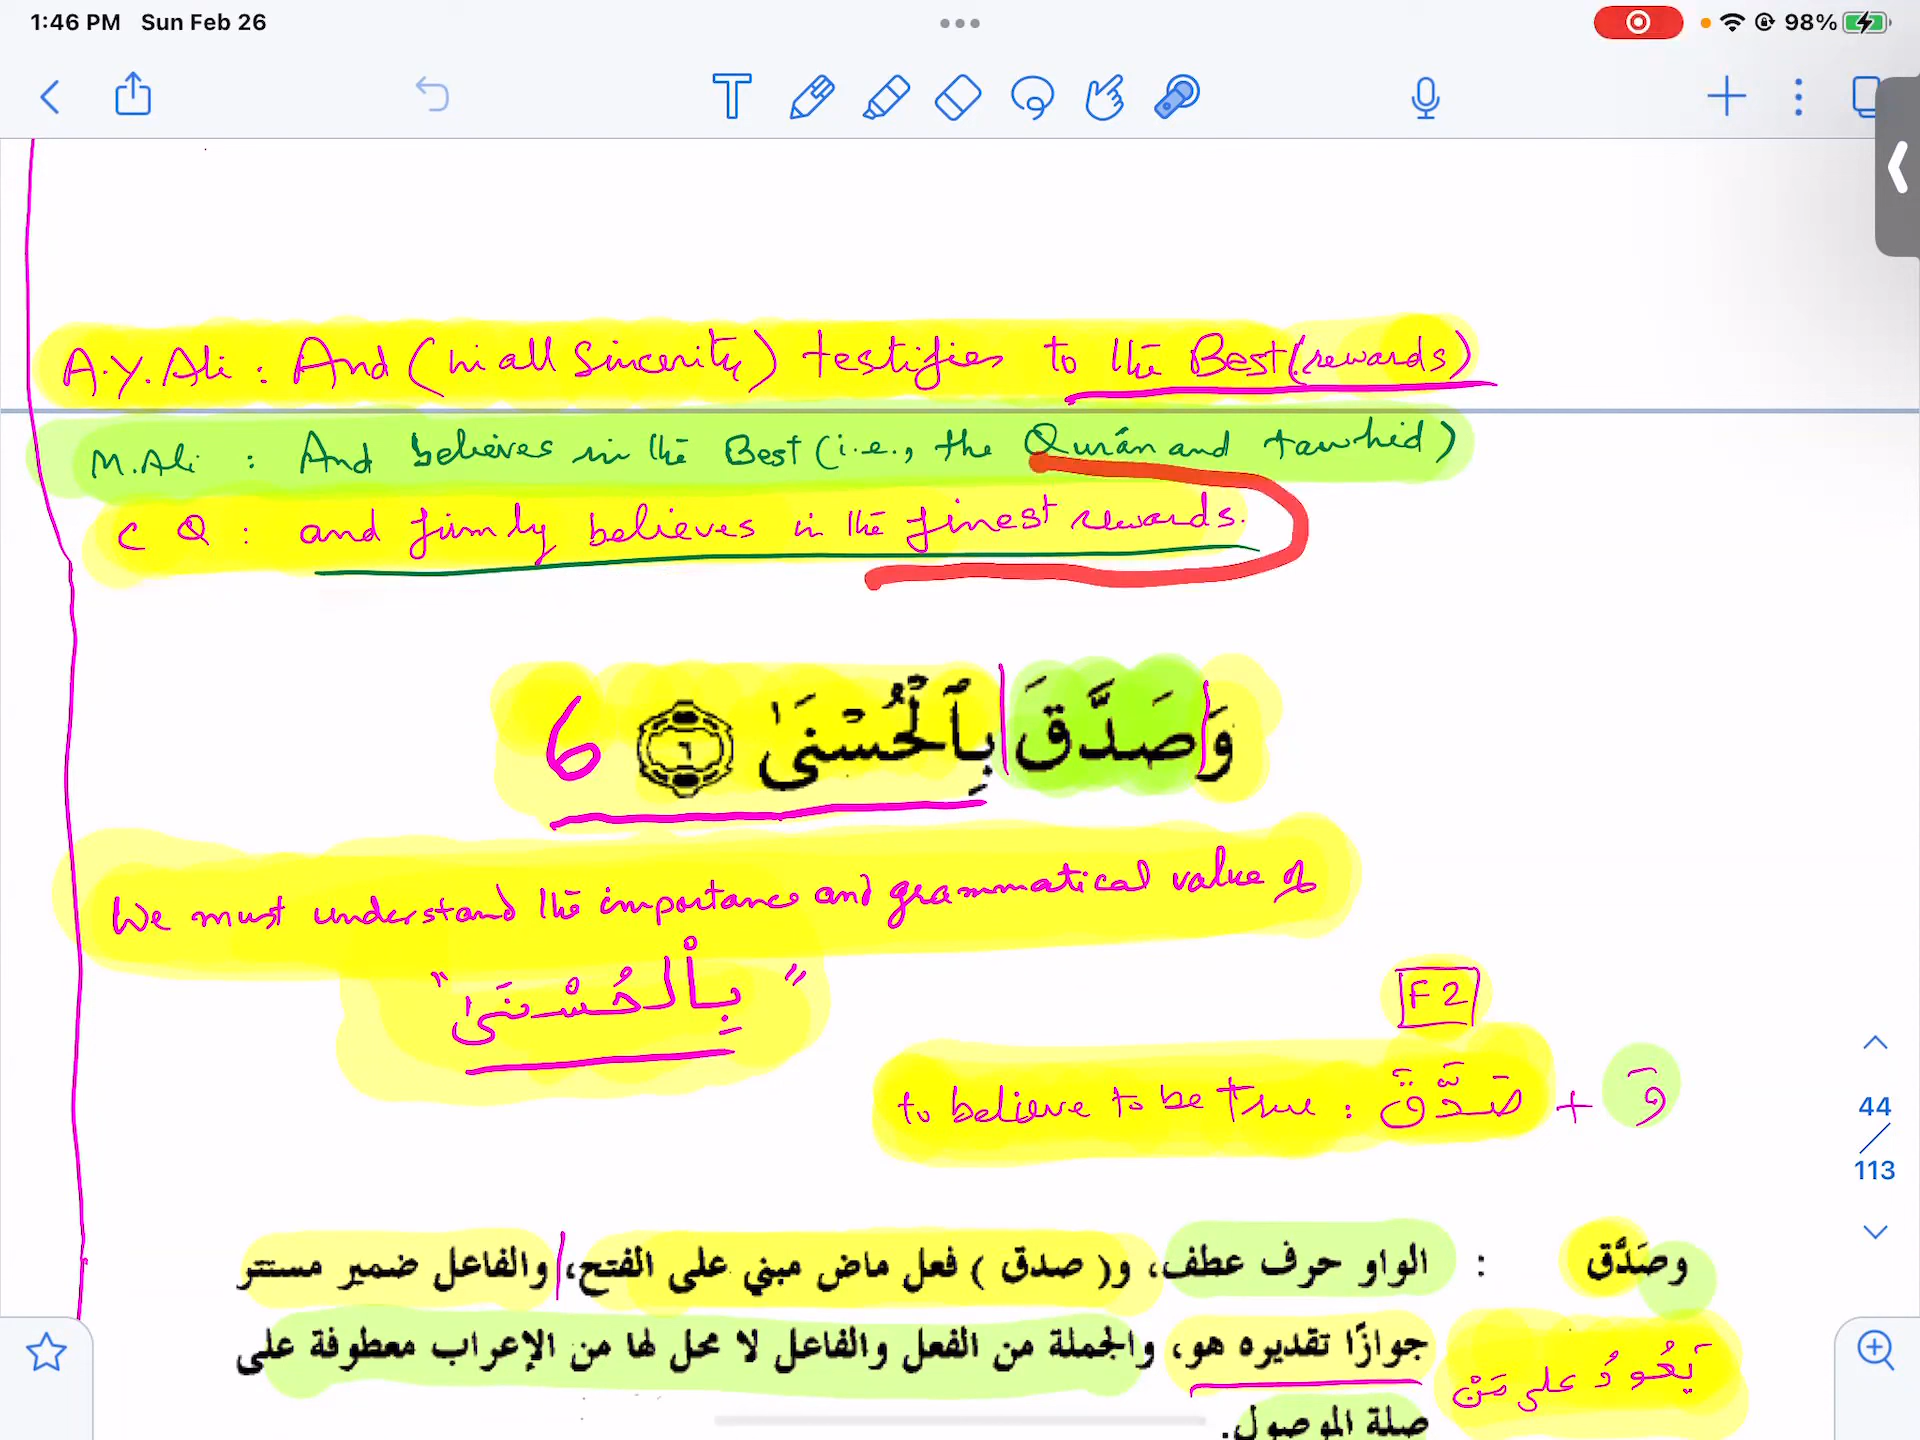 1:46 PM Sun Feb 26
98%
A.Y. Ali : And (in all Sincerity) testifies to the Best (rewards)
M. Ali : And believes in the Best (i.e., the Qurán and tawhid)
C Q : and firmly believes in the finest rewards.
وَصَدَّقَ بِٱلْحُسْنَىٰ ٦ 6
We must understand the importance and grammatical value of
"بِٱلْحُسْنَىٰ"
F 2
to believe to be true : صَدَّقَ + وَ
44
/
113
وصَدَّق : الواو حرف عطف، و( صدق ) فعل ماض مبني على الفتح، والفاعل ضمير مستتر
جوازًا تقديره هو، والجملة من الفعل والفاعل لا محل لها من الإعراب معطوفة على
يَعُودُ على مَنْ
صلة الموصول.